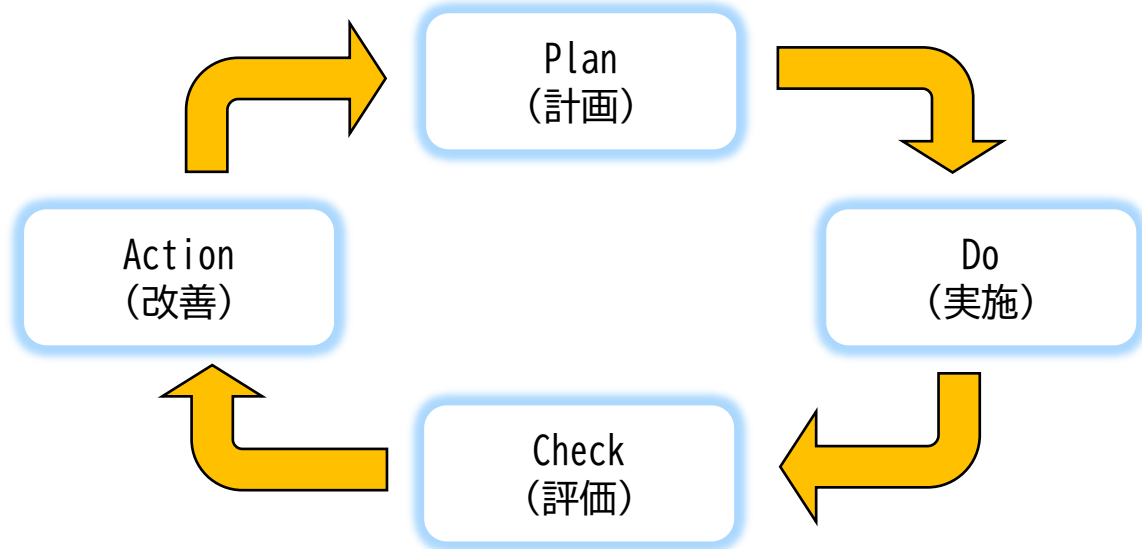 Plan
（計画）
Do
（実施）
Check
（評価）
Action
（改善）